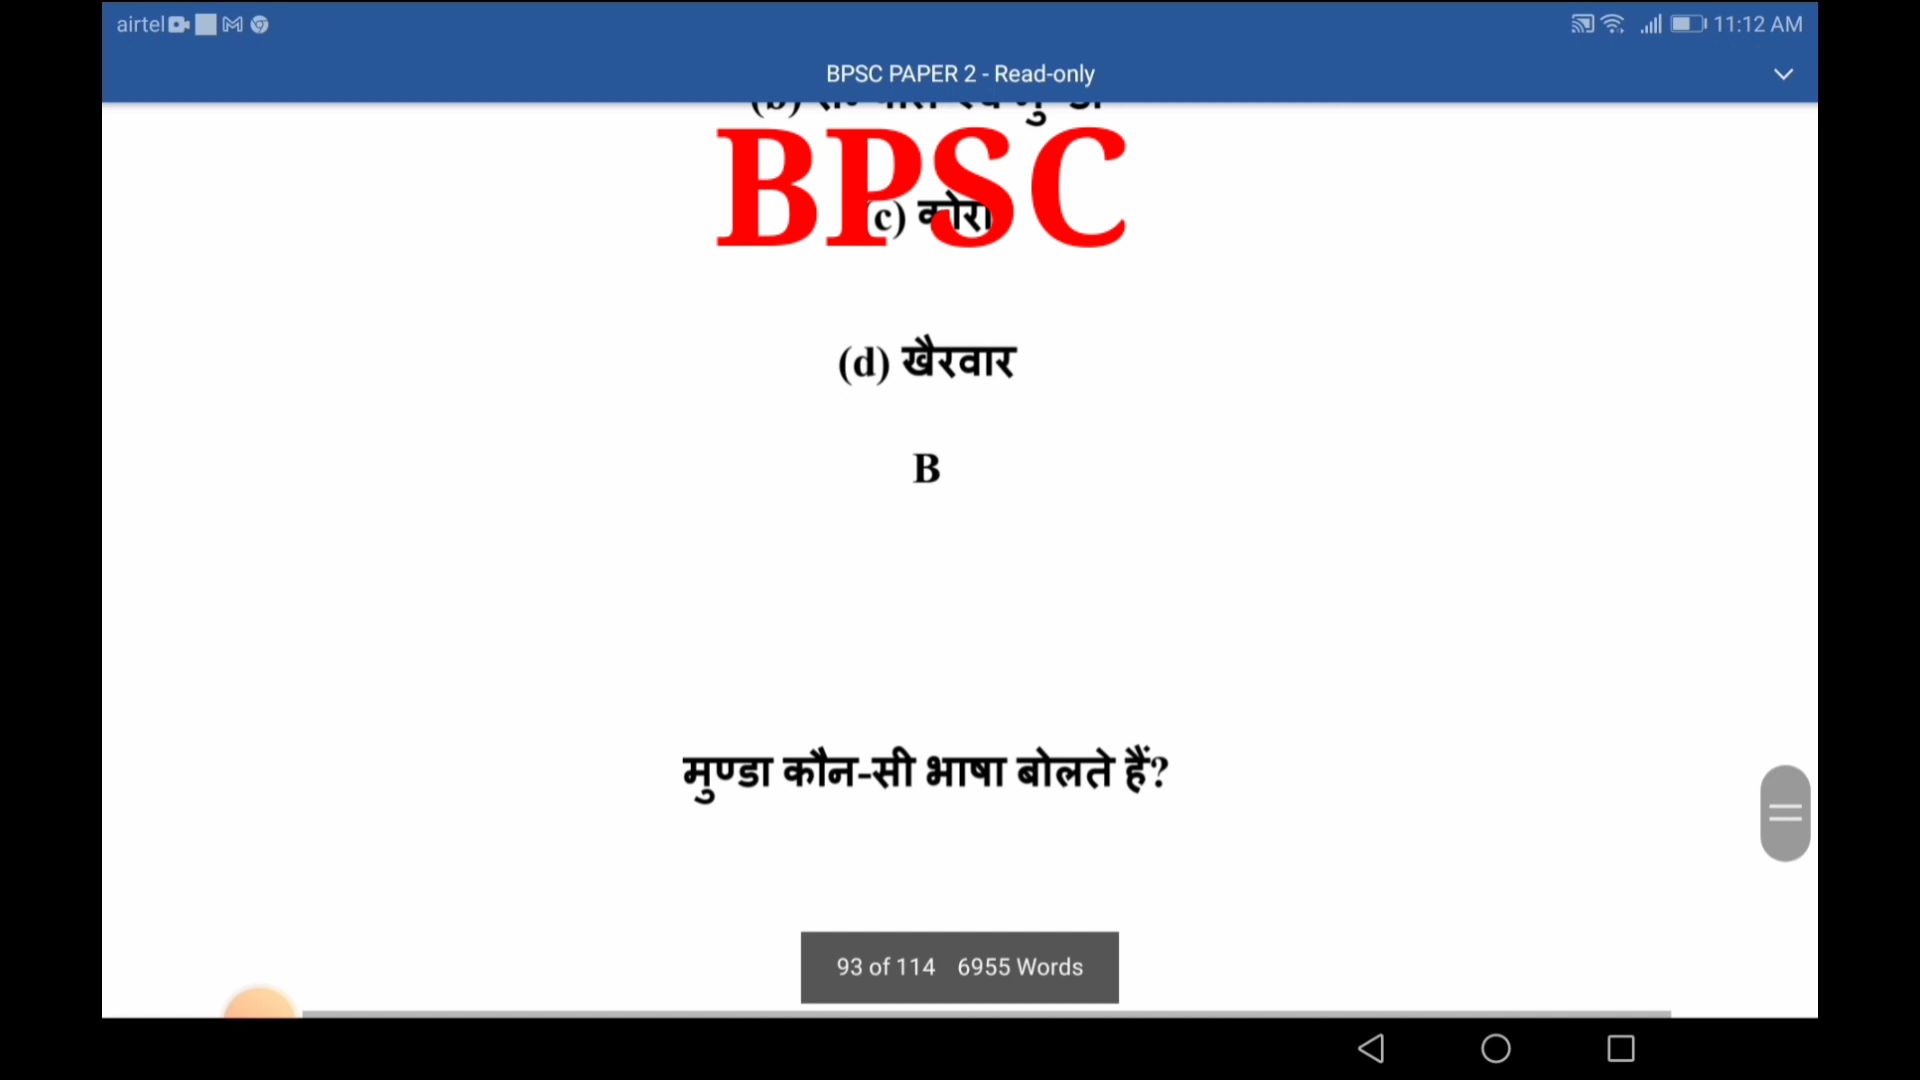 airtel 11:12 AM
BPSC PAPER 2 - Read-only
(b)
BPSC
(c) कोरा
(d) खैरवार
B
मुण्डा कौन-सी भाषा बोलते हैं?
93 of 114 6955 Words